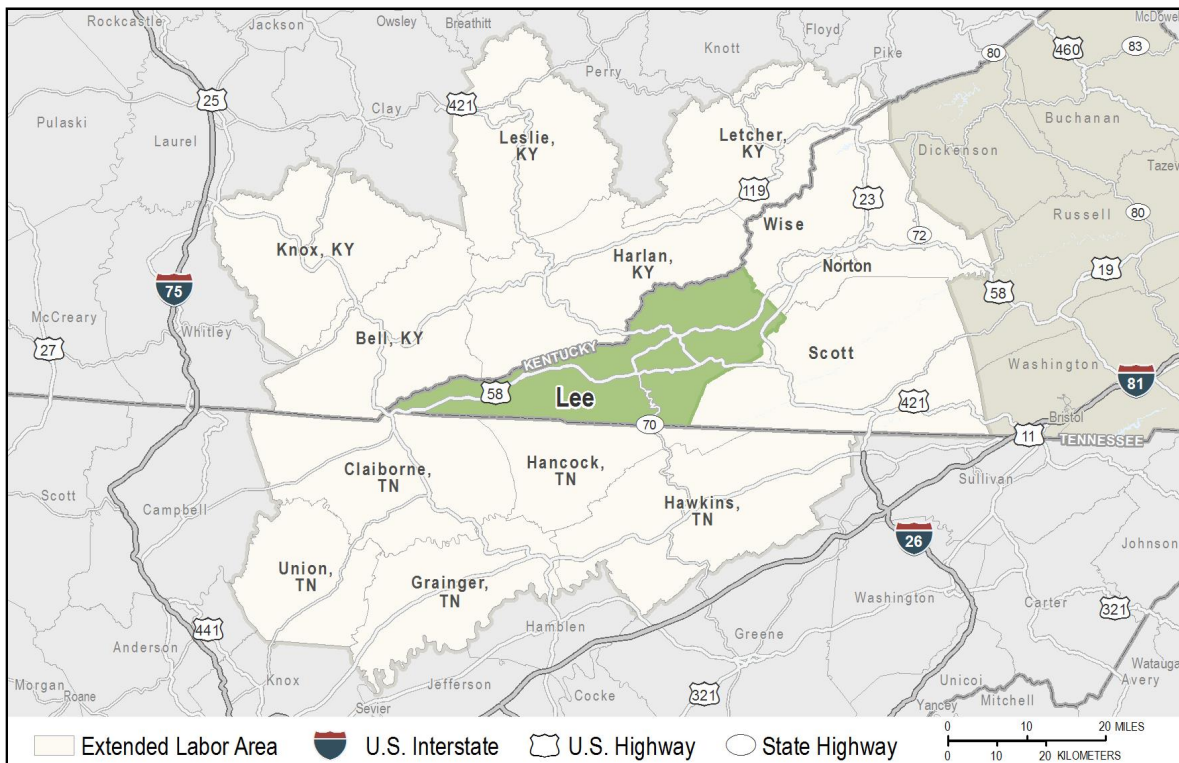 Rockcastle
Jackson
Owsley
Breathitt
Floyd
McDowell
Knott
Pike
80
460
83
Perry
25
421
Clay
Pulaski
Laurel
Leslie,
KY
Letcher,
KY
Buchanan
Dickenson
Tazew
119
23
Wise
Russell
80
72
Knox, KY
Harlan,
KY
Norton
19
75
58
McCreary
Whitley
27
Bell, KY
KENTUCKY
Scott
Washington
81
58
Lee
421
Bristol
70
11
TENNESSEE
Claiborne,
TN
Hancock,
TN
Sullivan
Scott
Campbell
Hawkins,
TN
26
Johnson
Union,
TN
Grainger,
TN
Washington
Carter
321
441
Anderson
Hamblen
Greene
Knox
Jefferson
Unicoi
Watauga
Morgan
Roane
Sevier
Cocke
321
Mitchell
Avery
Yancey
Extended Labor Area
U.S. Interstate
U.S. Highway
State Highway
0 10 20 MILES
0 10 20 KILOMETERS